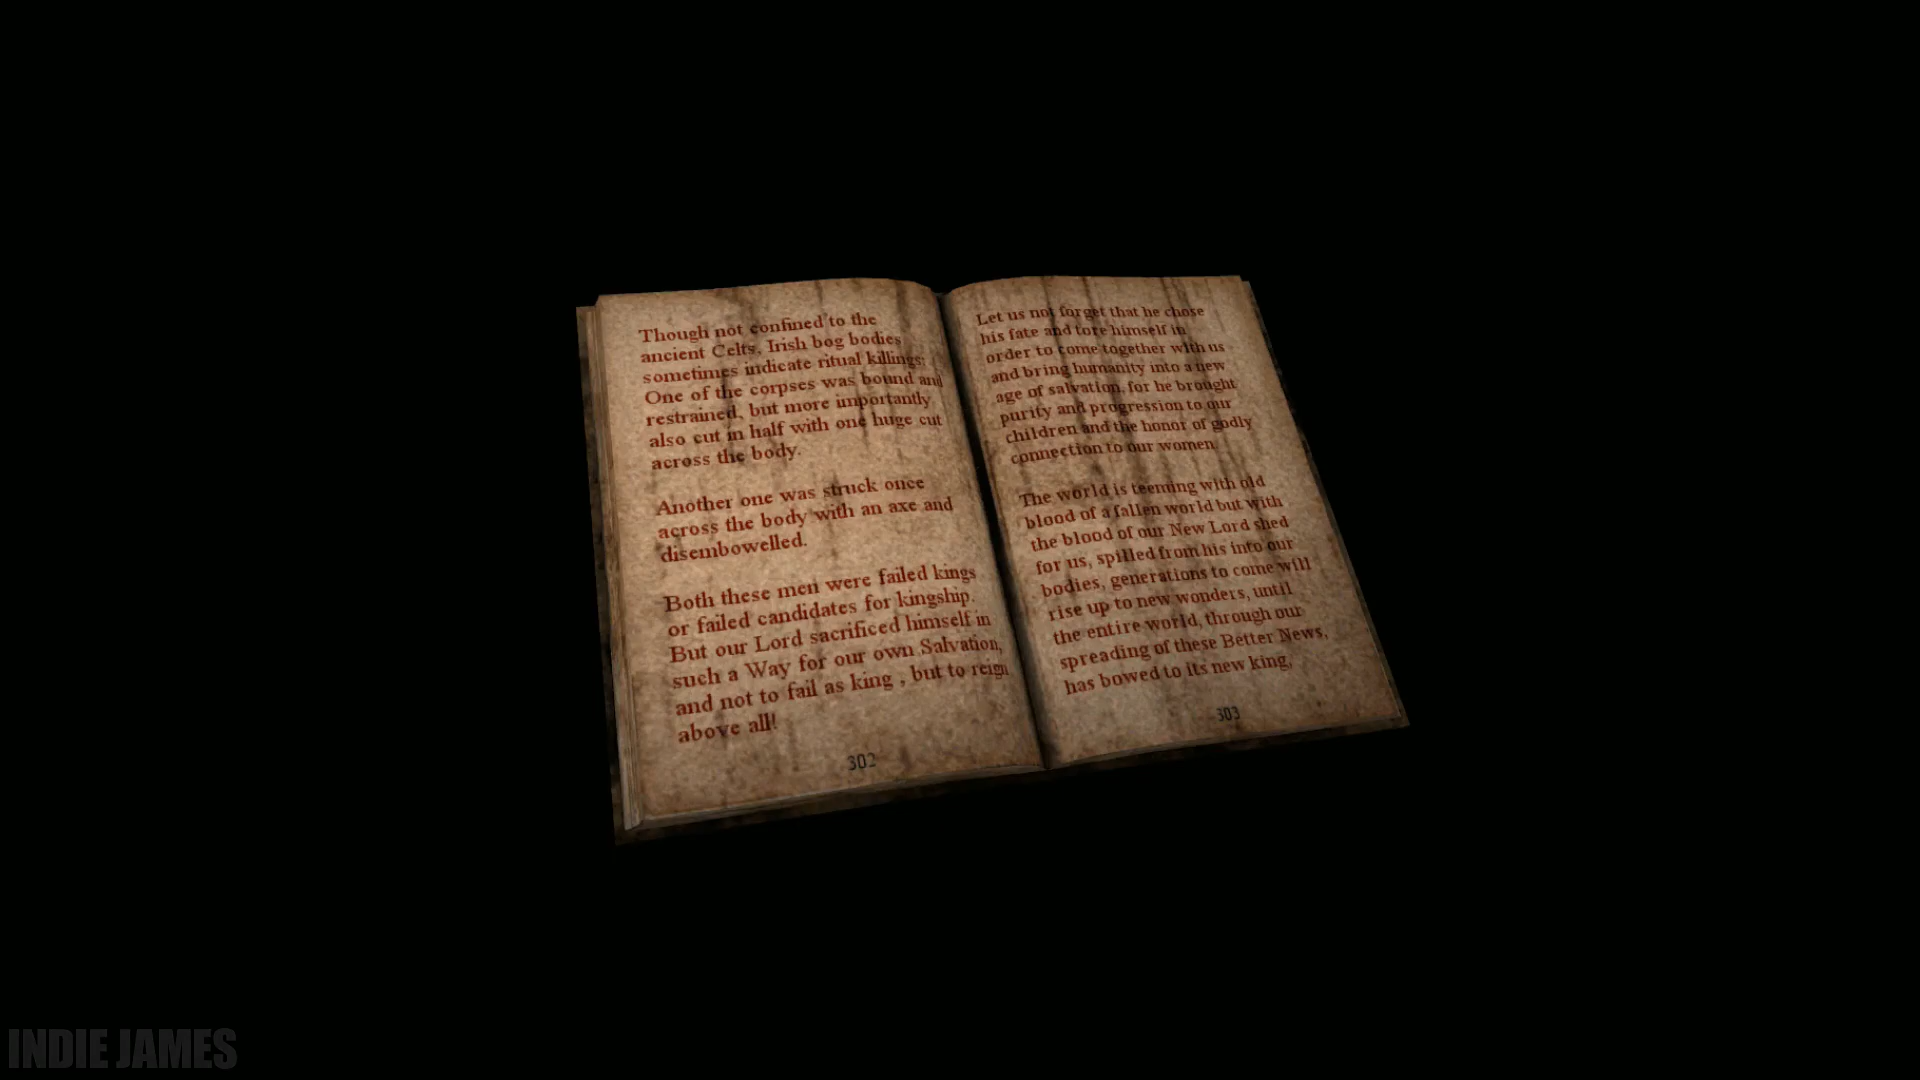 Though not confined to the
ancient Celts, Irish bog bodies
sometimes indicate ritual killings;
One of the corpses was bound and
restrained, but more importantly
also cut in half with one huge cut
across the body.
Another one was struck once
across the body with an axe and
disembowelled.
Both these men were failed kings
or failed candidates for kingship.
But our Lord sacrificed himself in
such a Way for our own Salvation,
and not to fail as king , but to reign
above all!
302
Let us not forget that he chose
his fate and tore himself in
order to come together with us
and bring humanity into a new
age of salvation, for he brought
purity and progression to our
children and the honor of godly
connection to our women.
The world is teeming with old
blood of a fallen world but with
the blood of our New Lord shed
for us, spilled from his into our
bodies, generations to come will
rise up to new wonders, until
the entire world, through our
spreading of these Better News,
has bowed to its new king,
303
INDIE JAMES